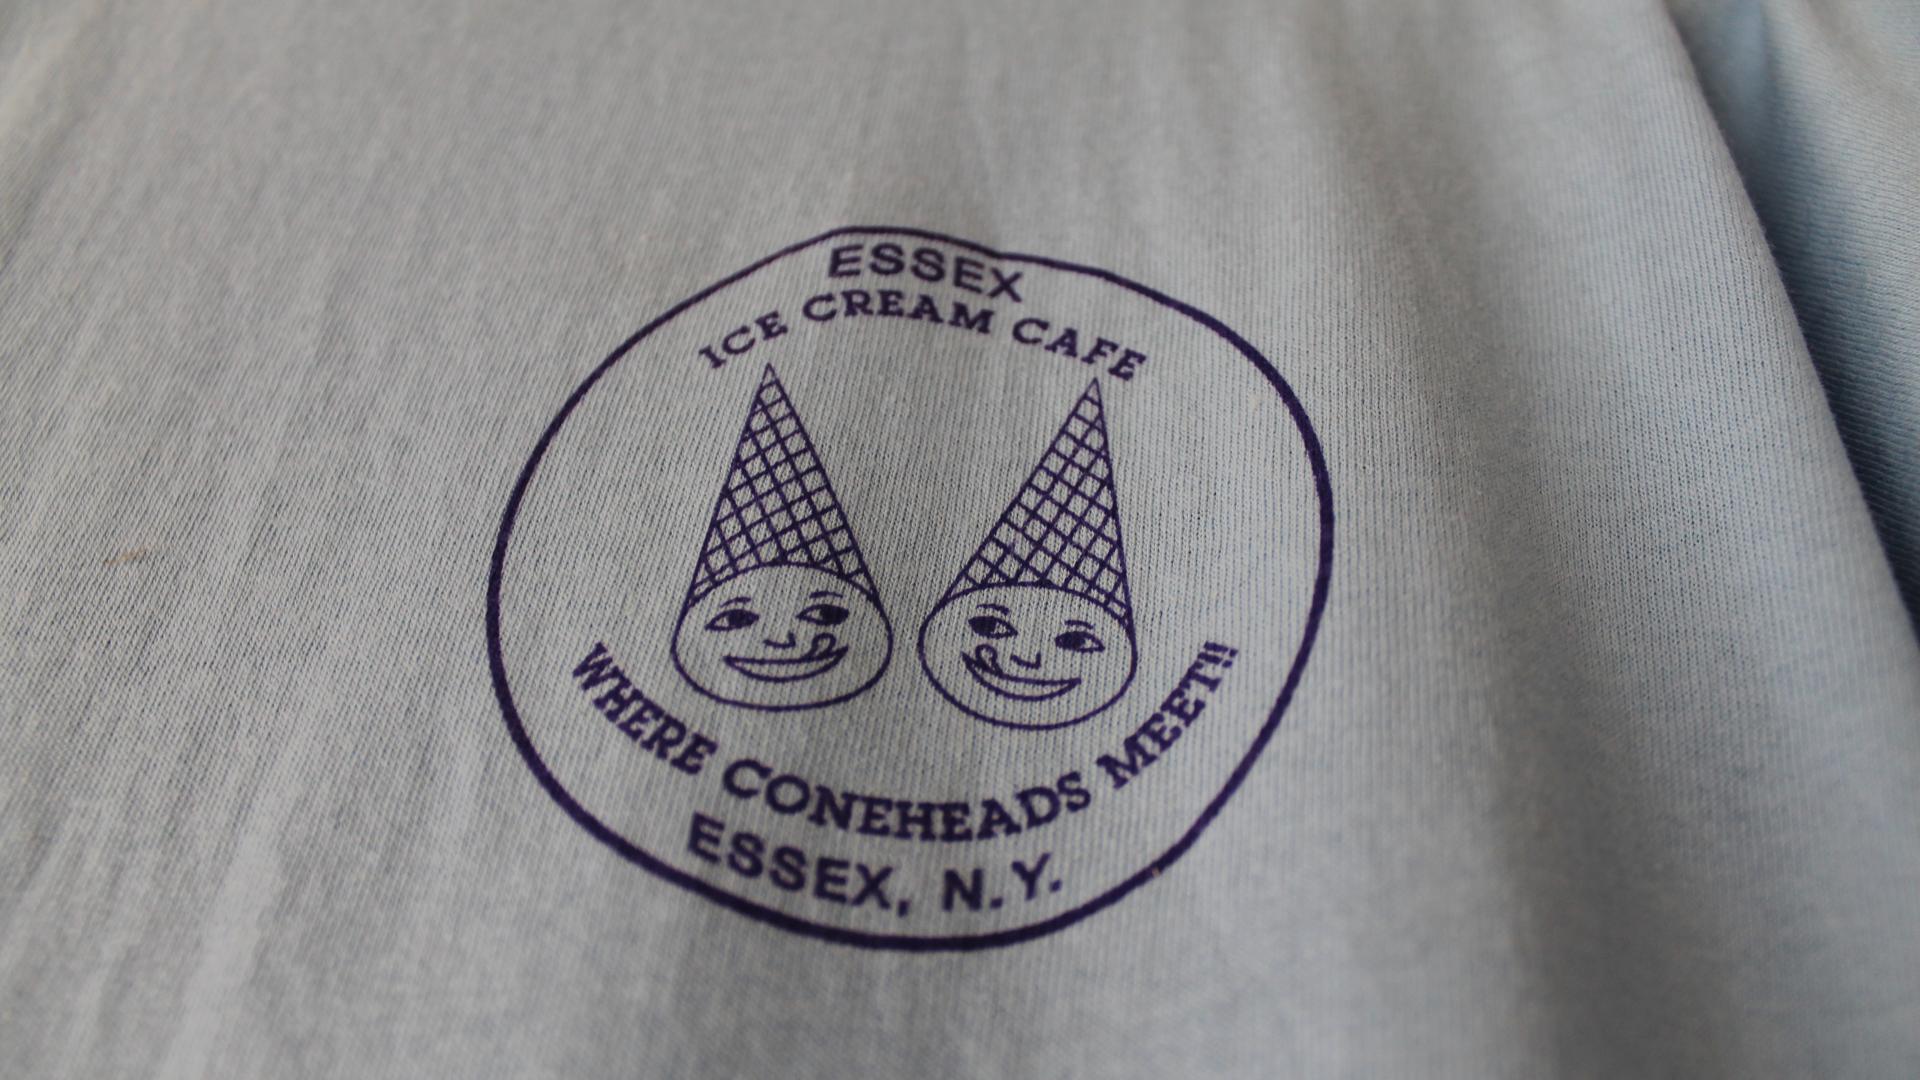 ESSEX
ICE CREAM CAFE
WHERE CONEHEADS MEET!!
ESSEX, N.Y.